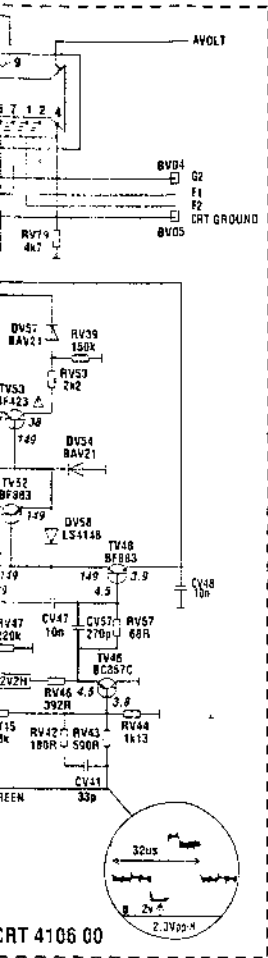 AVOLT
9
7 1 2 4
BV04
G2
F1
F2
CRT GROUND
BV05
RV79
4k7
DV57
BAV21
RV39
150k
RV53
2k2
TV53
BF423
38
149
DV54
BAV21
TV52
BF883
149
DV58
LS4148
TV48
BF883
149
3.9
4.5
CV48
10n
CV47
10n
CV57
270p
RV57
68R
RV47
220k
TV46
BC857C
2V2H
RV46
392R
4.5
3.8
RV42
180R
RV43
590R
RV44
1k13
CV41
33p
REEN
32us
2v
2.3Vpp-H
CRT 4106 00